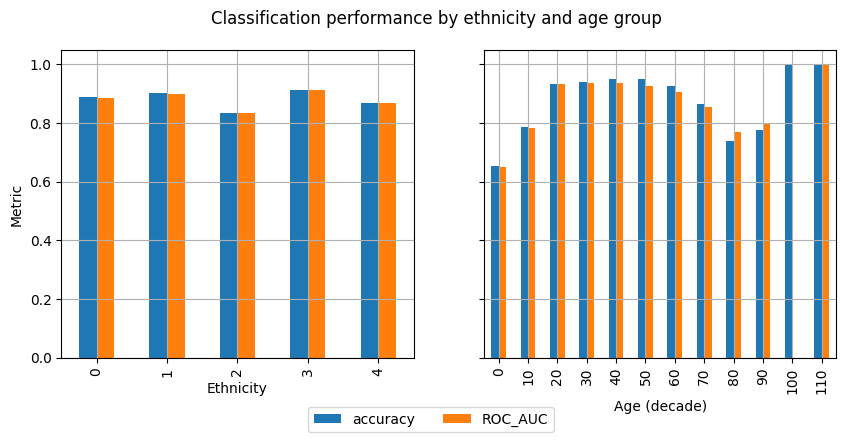 Classification performance by ethnicity and age group
Metric
1.0
0.8
0.6
0.4
0.2
0.0
0 1 2 3 4
Ethnicity
0 10 20 30 40 50 60 70 80 90 100 110
Age (decade)
accuracy ROC_AUC